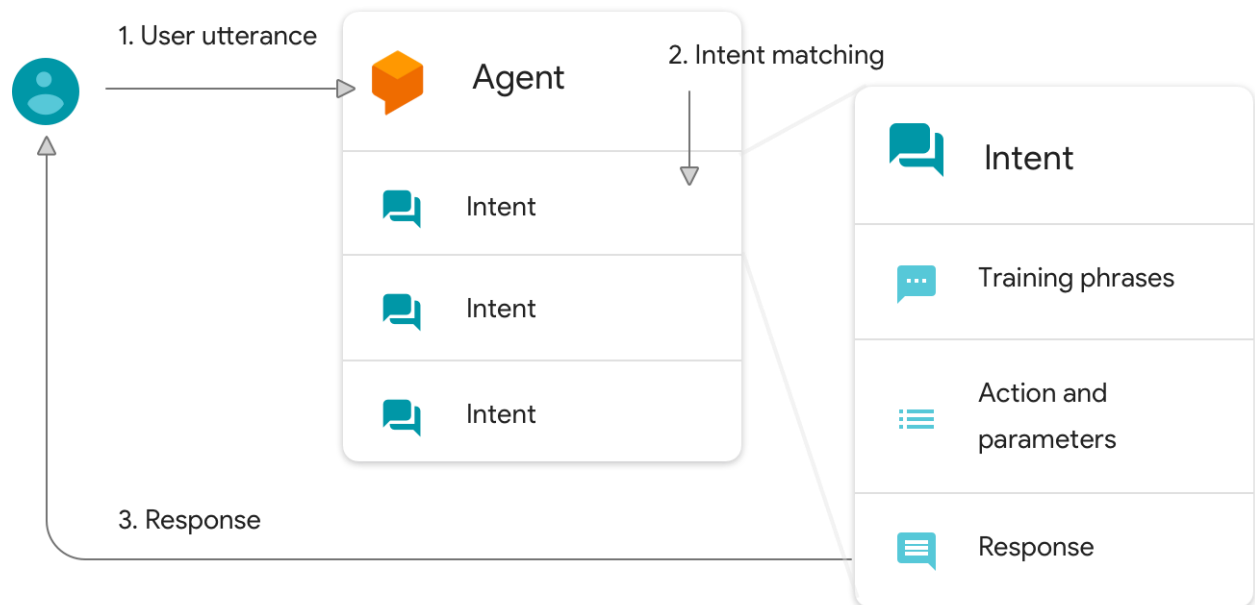 1. User utterance
Agent
2. Intent matching
Intent
Intent
Intent
Intent
Training phrases
Action and
parameters
Response
3. Response